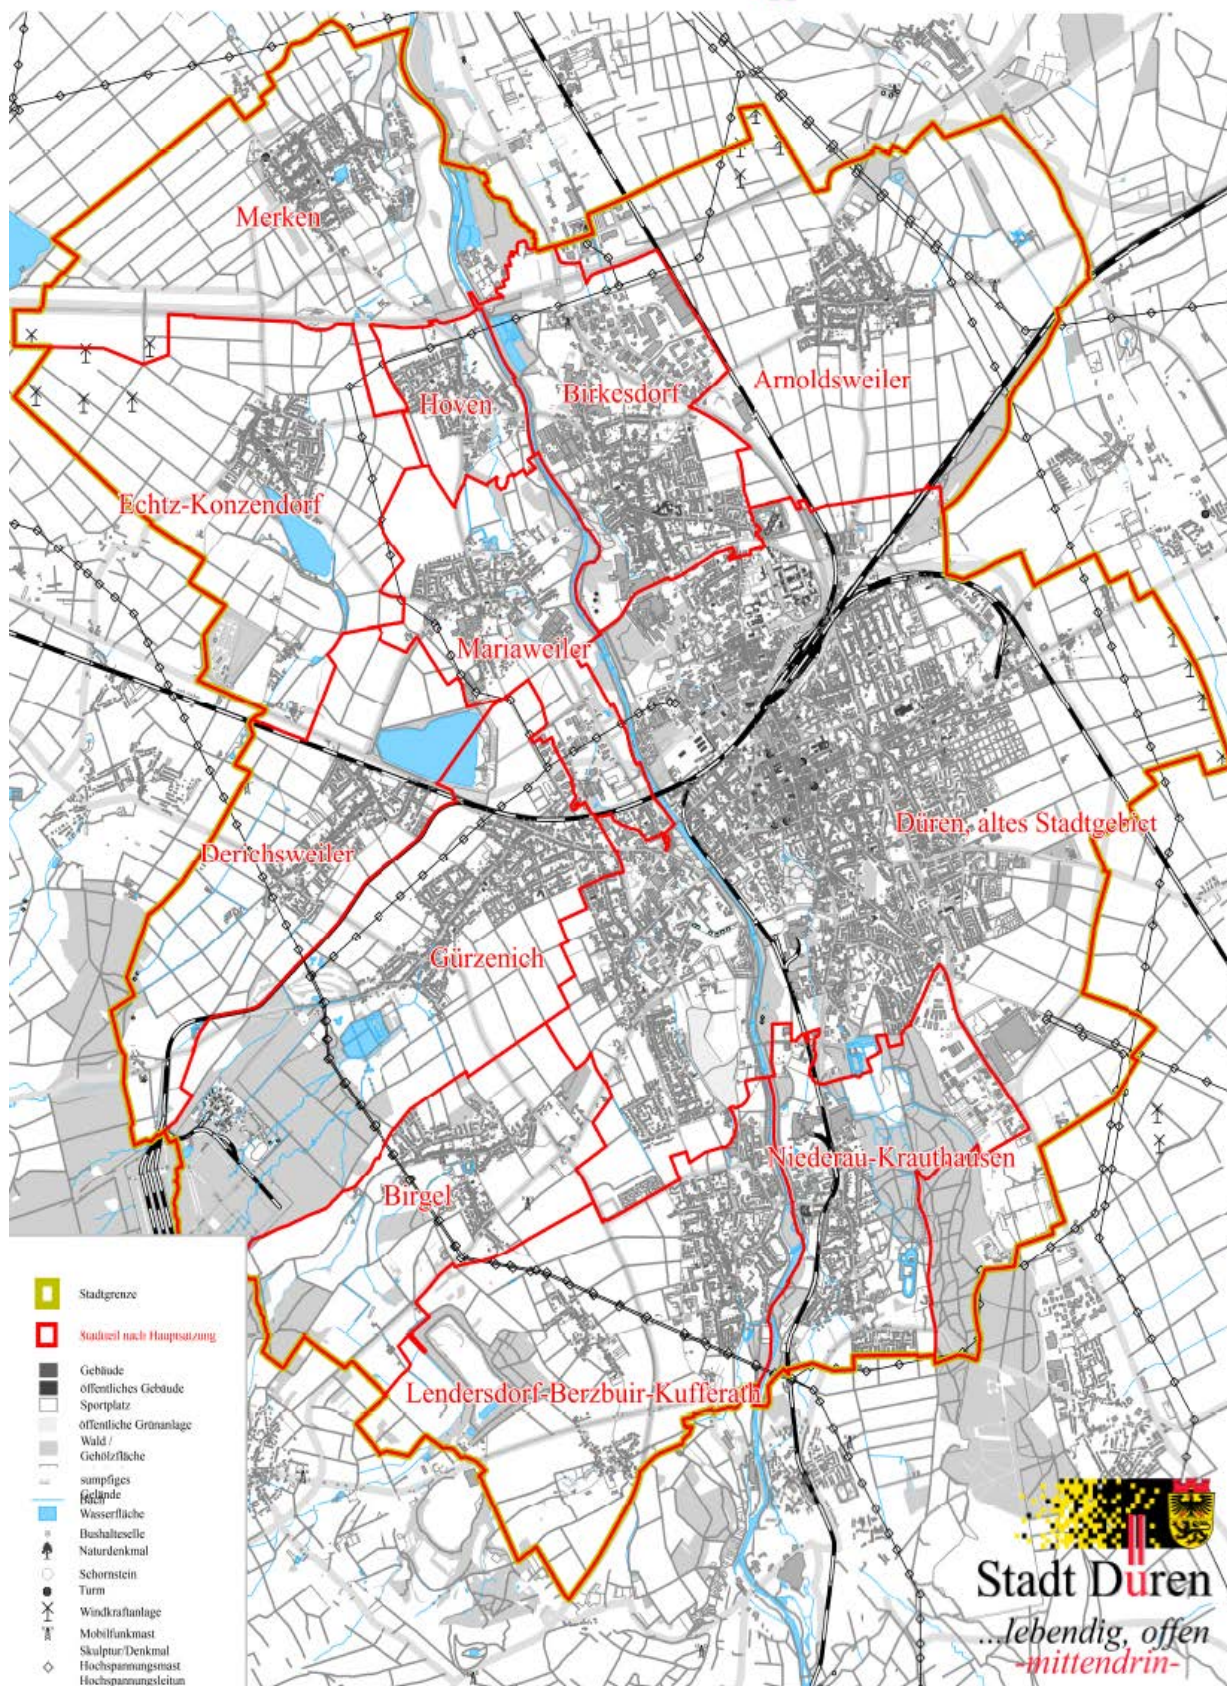 Merken
Arnoldsweiler
Birkesdorf
Hoven
Echtz-Konzendorf
Mariaweiler
Düren, altes Stadtgebiet
Derichsweiler
Gürzenich
Niederau-Krauthausen
Birgel
Lendersdorf-Berzbuir-Kufferath
Stadtgrenze
Stadtteil nach Hauptsatzung
Gebäude
öffentliches Gebäude
Sportplatz
öffentliche Grünanlage
Wald /
Gehölzfläche
sumpfiges
Gelände
Bach
Wasserfläche
Bushalteselle
Naturdenkmal
Schornstein
Turm
Windkraftanlage
Mobilfunkmast
Skulptur/Denkmal
Hochspannungsmast
Hochspannungsleitun
Stadt Düren
...lebendig, offen
-mittendrin-